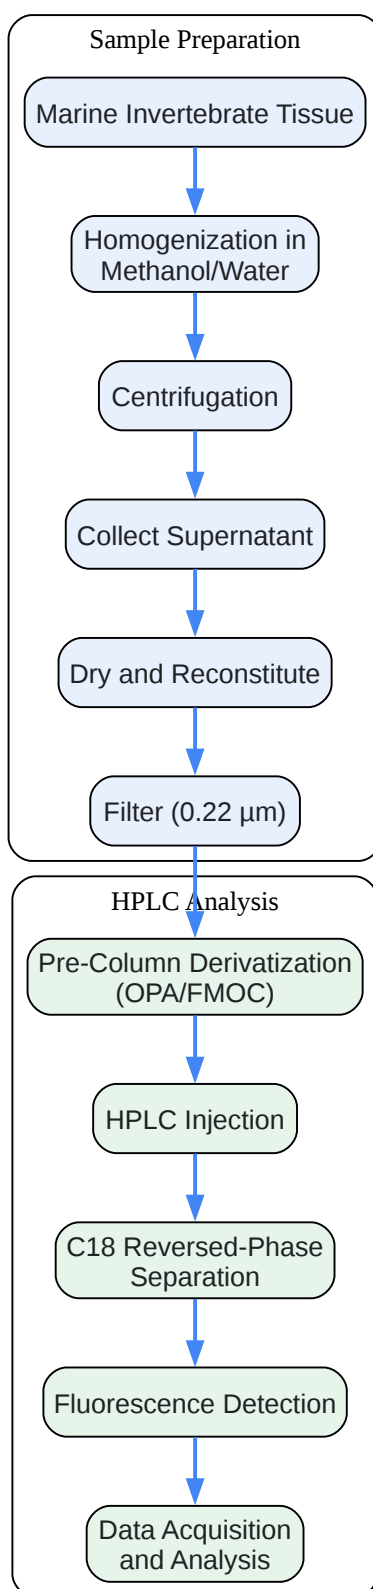 Sample Preparation
Marine Invertebrate Tissue
Homogenization in
Methanol/Water
Centrifugation
Collect Supernatant
Dry and Reconstitute
Filter (0.22 µm)
HPLC Analysis
Pre-Column Derivatization
(OPA/FMOC)
HPLC Injection
C18 Reversed-Phase
Separation
Fluorescence Detection
Data Acquisition
and Analysis